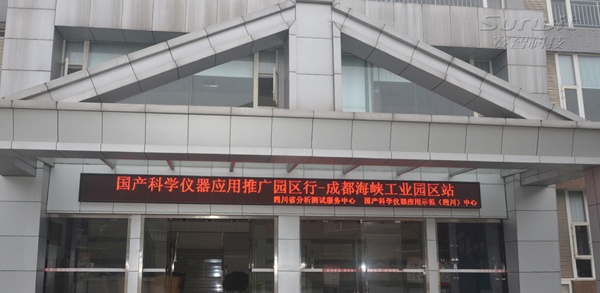 国产科学仪器应用推广园区行-成都海峡工业园区站
四川省分析测试服务中心 国产科学仪器应用示范（四川）中心